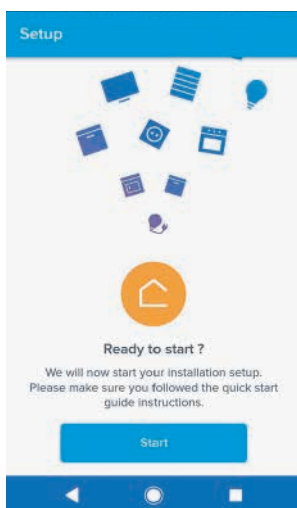 Setup
Ready to start ?
We will now start your installation setup.
Please make sure you followed the quick start
guide instructions.
Start